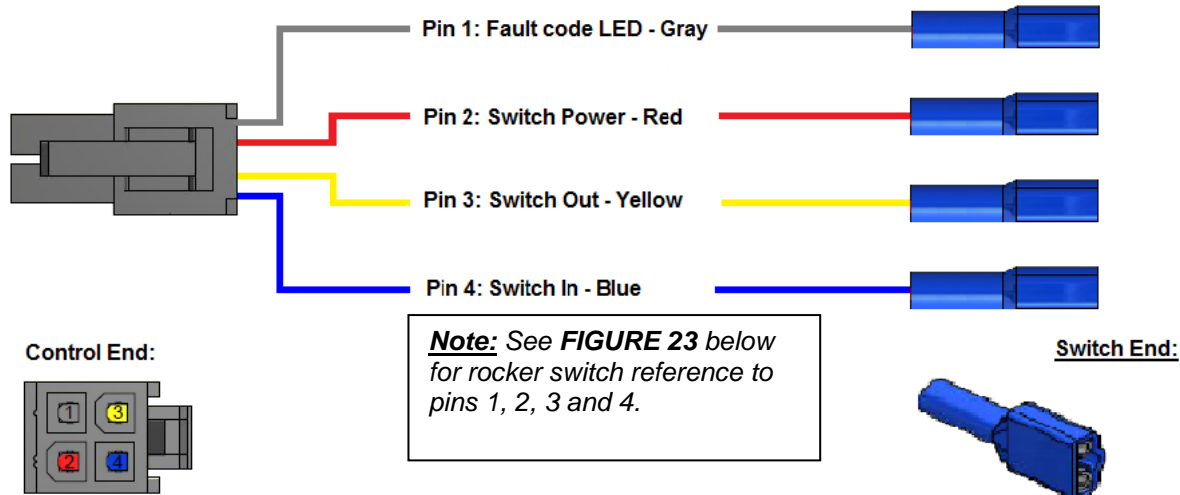 Pin 1: Fault code LED - Gray
Pin 2: Switch Power - Red
Pin 3: Switch Out - Yellow
Pin 4: Switch In - Blue
Note: See FIGURE 23 below
for rocker switch reference to
pins 1, 2, 3 and 4.
Control End:
1 3
2 4
Switch End: